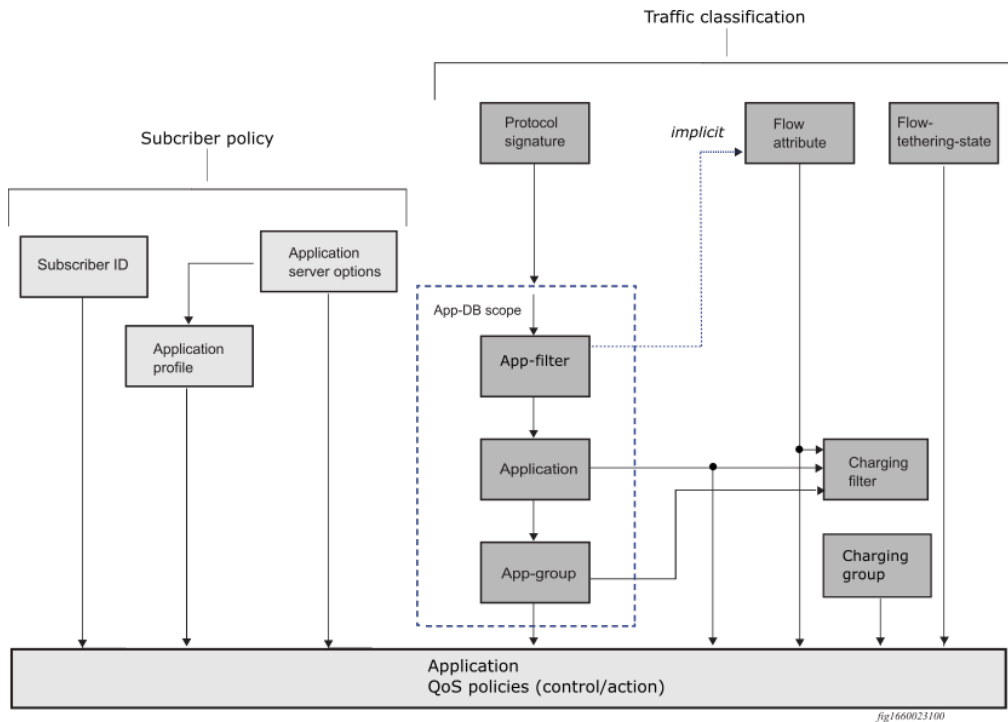 Traffic classification
Protocol
signature
implicit
Flow
attribute
Flow-
tethering-state
Subcriber policy
Subscriber ID
Application
server options
Application
profile
App-DB scope
App-filter
Application
Charging
filter
App-group
Charging
group
Application
QoS policies (control/action)
fig1660023100